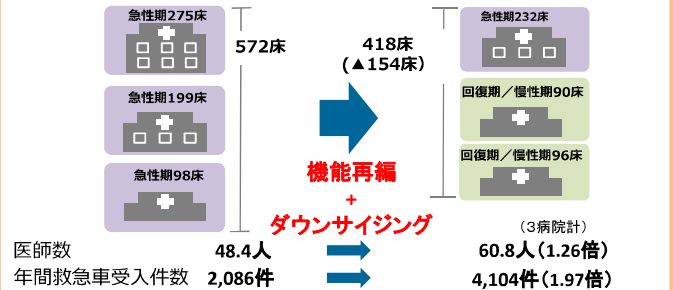 急性期275床
急性期199床
急性期98床
572床
418床
(▲154床)
機能再編
+
ダウンサイジング
急性期232床
回復期/慢性期90床
回復期/慢性期96床
(3病院計)
医師数 48.4人 60.8人(1.26倍)
年間救急車受入件数 2,086件 4,104件(1.97倍)